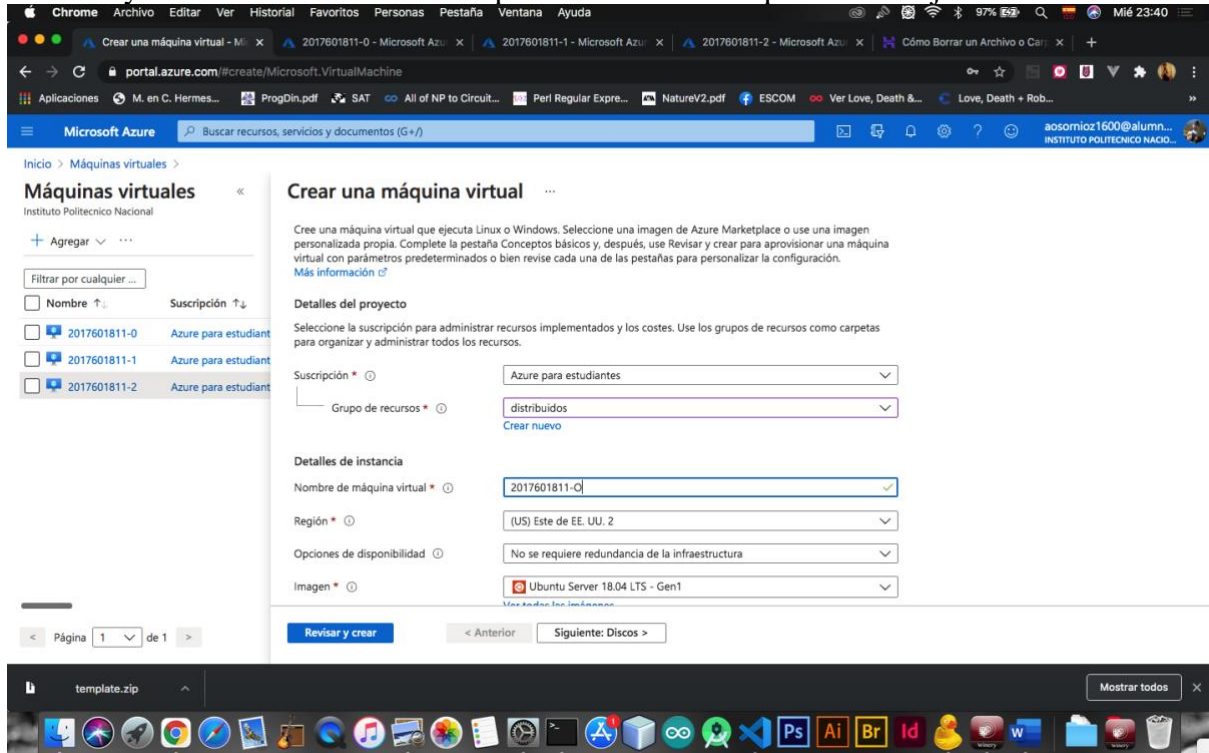 Chrome Archivo Editar Ver Historial Favoritos Personas Pestaña Ventana Ayuda 97% Mié 23:40
Crear una máquina virtual - Mi 2017601811-0 - Microsoft Azur 2017601811-1 - Microsoft Azur 2017601811-2 - Microsoft Azur Cómo Borrar un Archivo o Car
portal.azure.com/#create/Microsoft.VirtualMachine
Aplicaciones M. en C. Hermes... ProgDin.pdf SAT All of NP to Circuit... Perl Regular Expre... NatureV2.pdf ESCOM Ver Love, Death &... Love, Death + Rob... »
Microsoft Azure Buscar recursos, servicios y documentos (G+/) aosornioz1600@alumn...
INSTITUTO POLITECNICO NACIO...
Inicio > Máquinas virtuales >
Máquinas virtuales «
Instituto Politecnico Nacional
+ Agregar ...
Filtrar por cualquier ...
Nombre ↑↓ Suscripción ↑↓
2017601811-0 Azure para estudiant
2017601811-1 Azure para estudiant
2017601811-2 Azure para estudiant
< Página 1 de 1 >
Crear una máquina virtual ...
Cree una máquina virtual que ejecuta Linux o Windows. Seleccione una imagen de Azure Marketplace o use una imagen
personalizada propia. Complete la pestaña Conceptos básicos y, después, use Revisar y crear para aprovisionar una máquina
virtual con parámetros predeterminados o bien revise cada una de las pestañas para personalizar la configuración.
Más información
Detalles del proyecto
Seleccione la suscripción para administrar recursos implementados y los costes. Use los grupos de recursos como carpetas
para organizar y administrar todos los recursos.
Suscripción * Azure para estudiantes
Grupo de recursos * distribuidos
Crear nuevo
Detalles de instancia
Nombre de máquina virtual * 2017601811-O
Región * (US) Este de EE. UU. 2
Opciones de disponibilidad No se requiere redundancia de la infraestructura
Imagen * Ubuntu Server 18.04 LTS - Gen1
Ver todas las imágenes
Revisar y crear < Anterior Siguiente: Discos >
template.zip Mostrar todos
Ps Ai Br Id